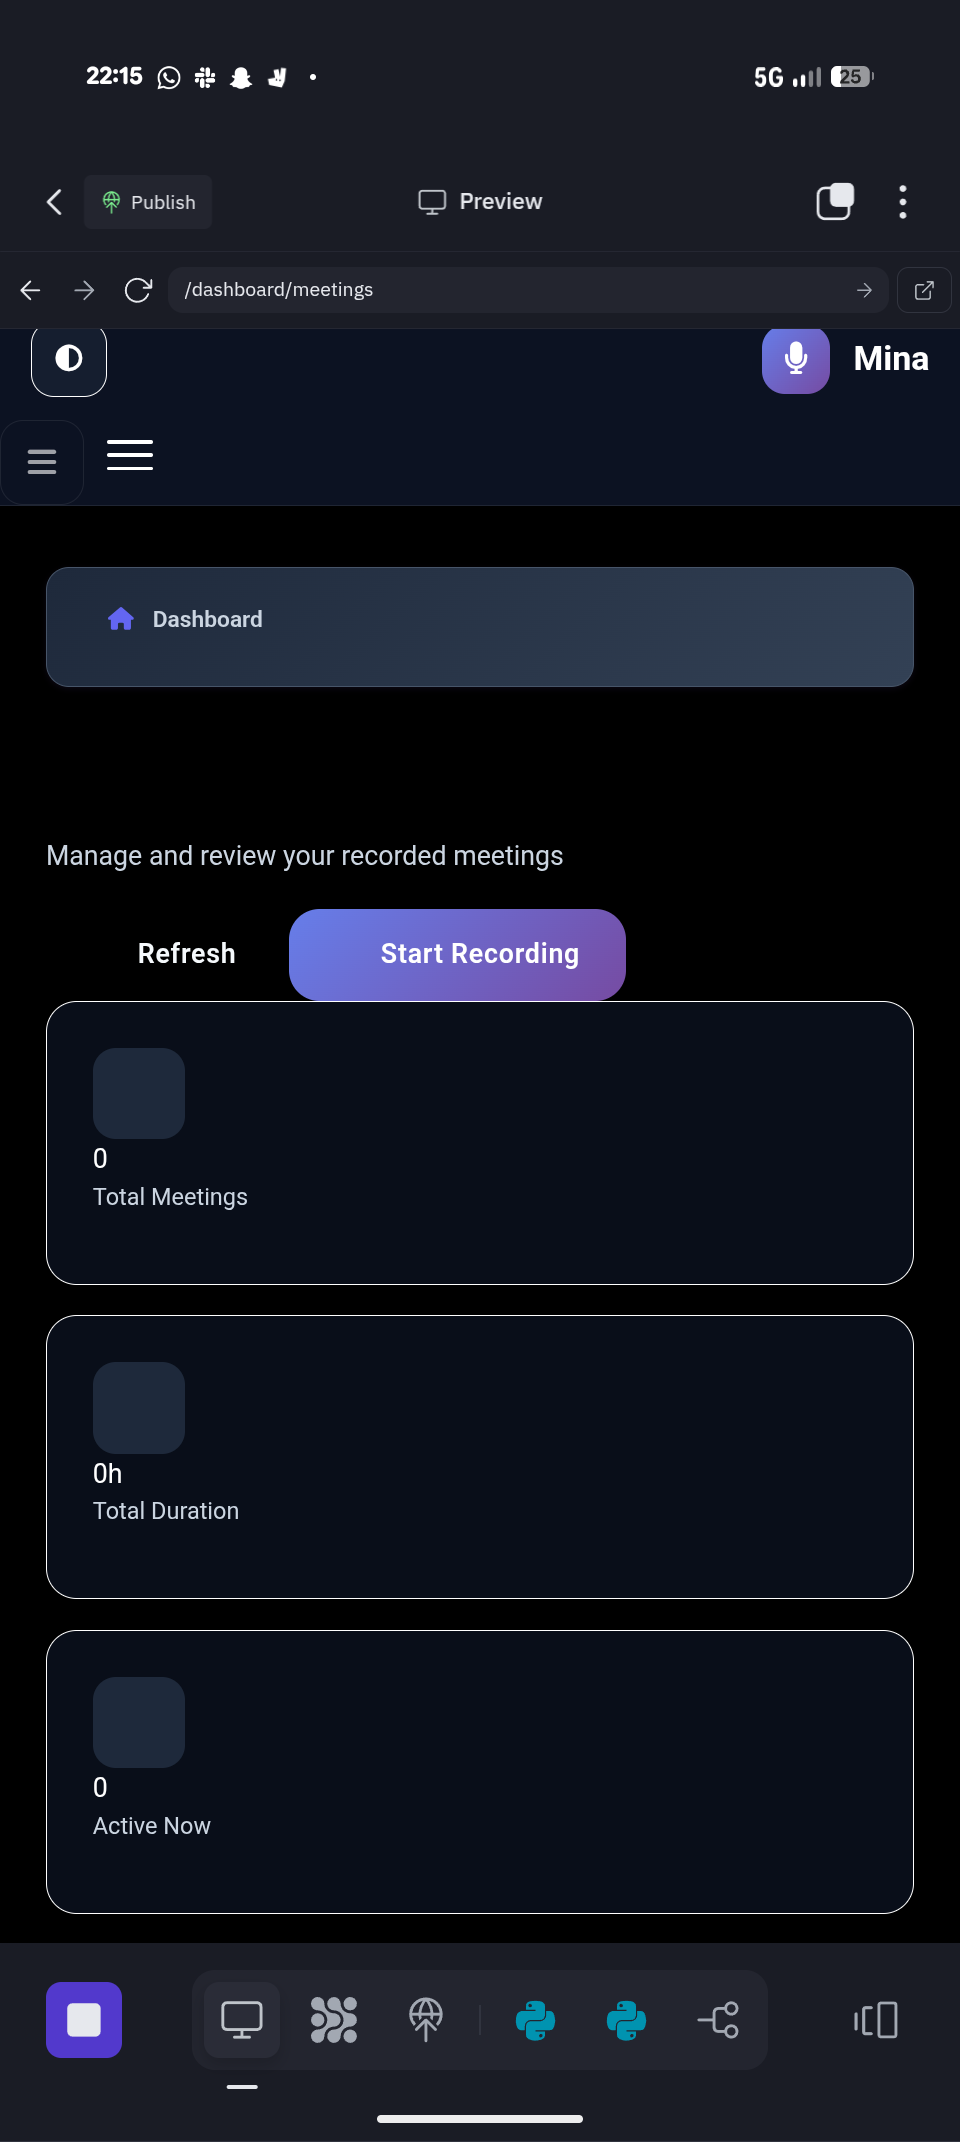 22:15
5G
25
Publish
Preview
/dashboard/meetings
Mina
Dashboard
Manage and review your recorded meetings
Refresh
Start Recording
0
Total Meetings
0h
Total Duration
0
Active Now